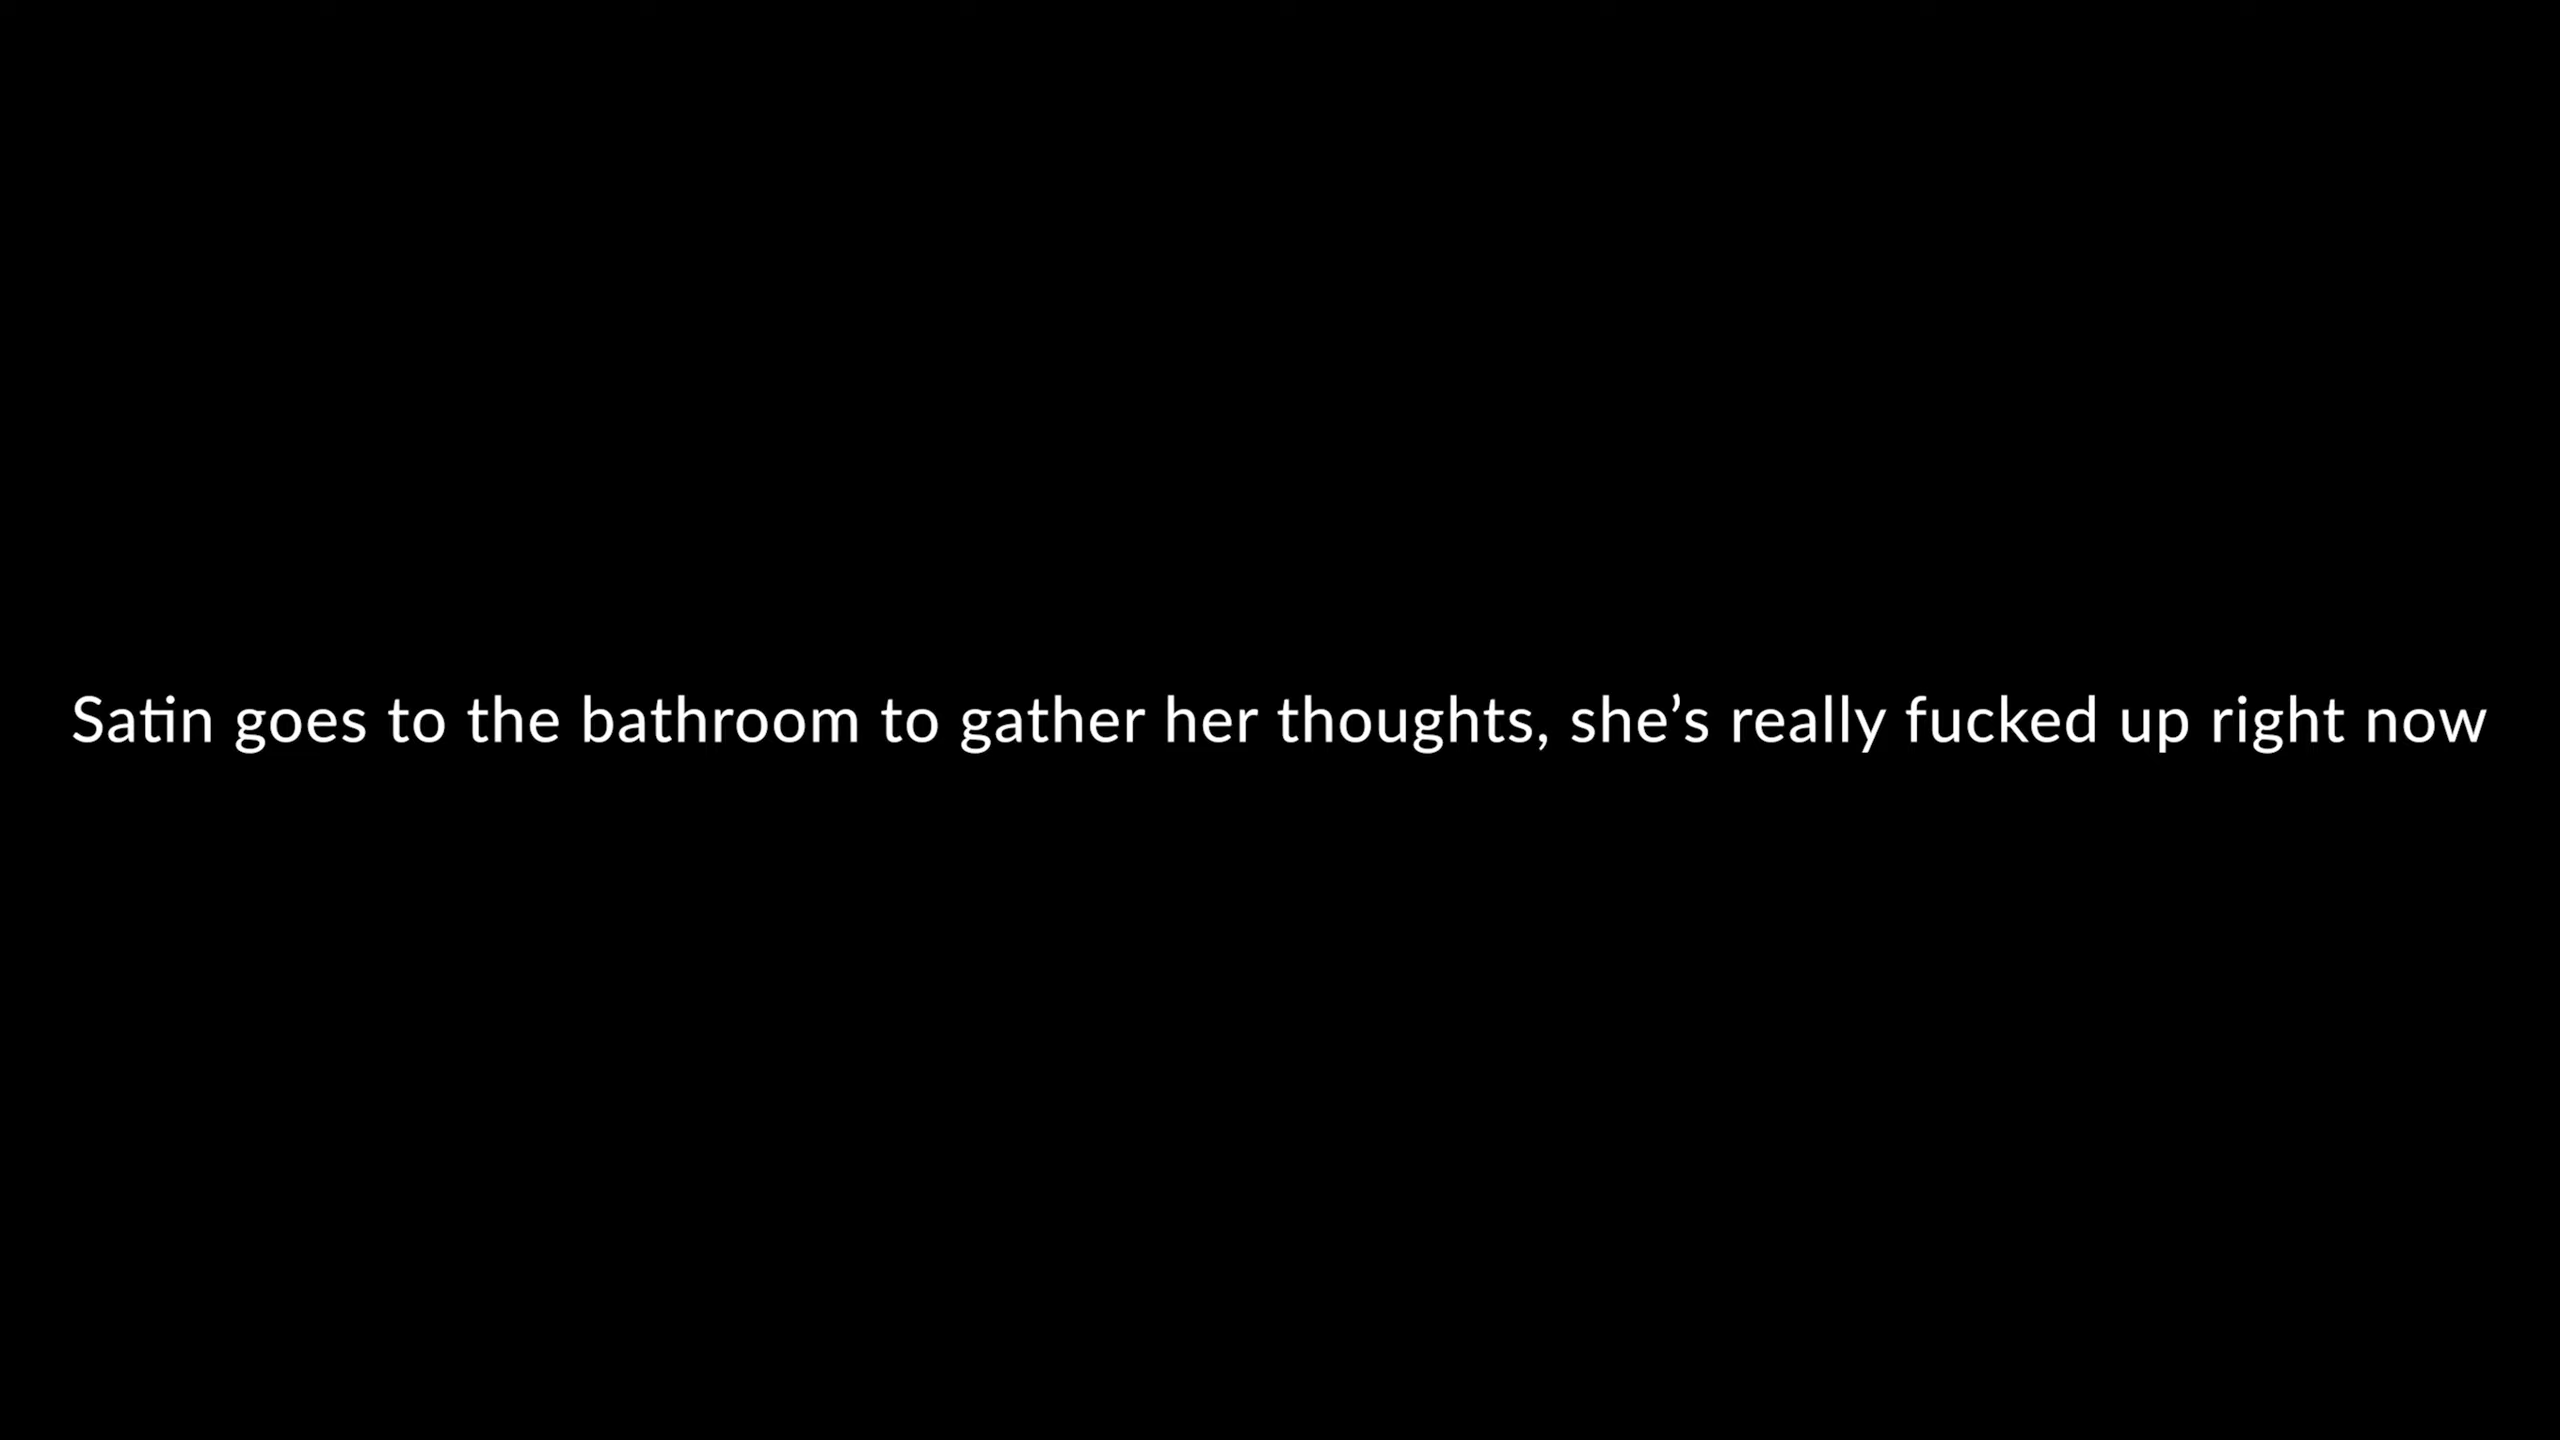 Satin goes to the bathroom to gather her thoughts, she’s really fucked up right now